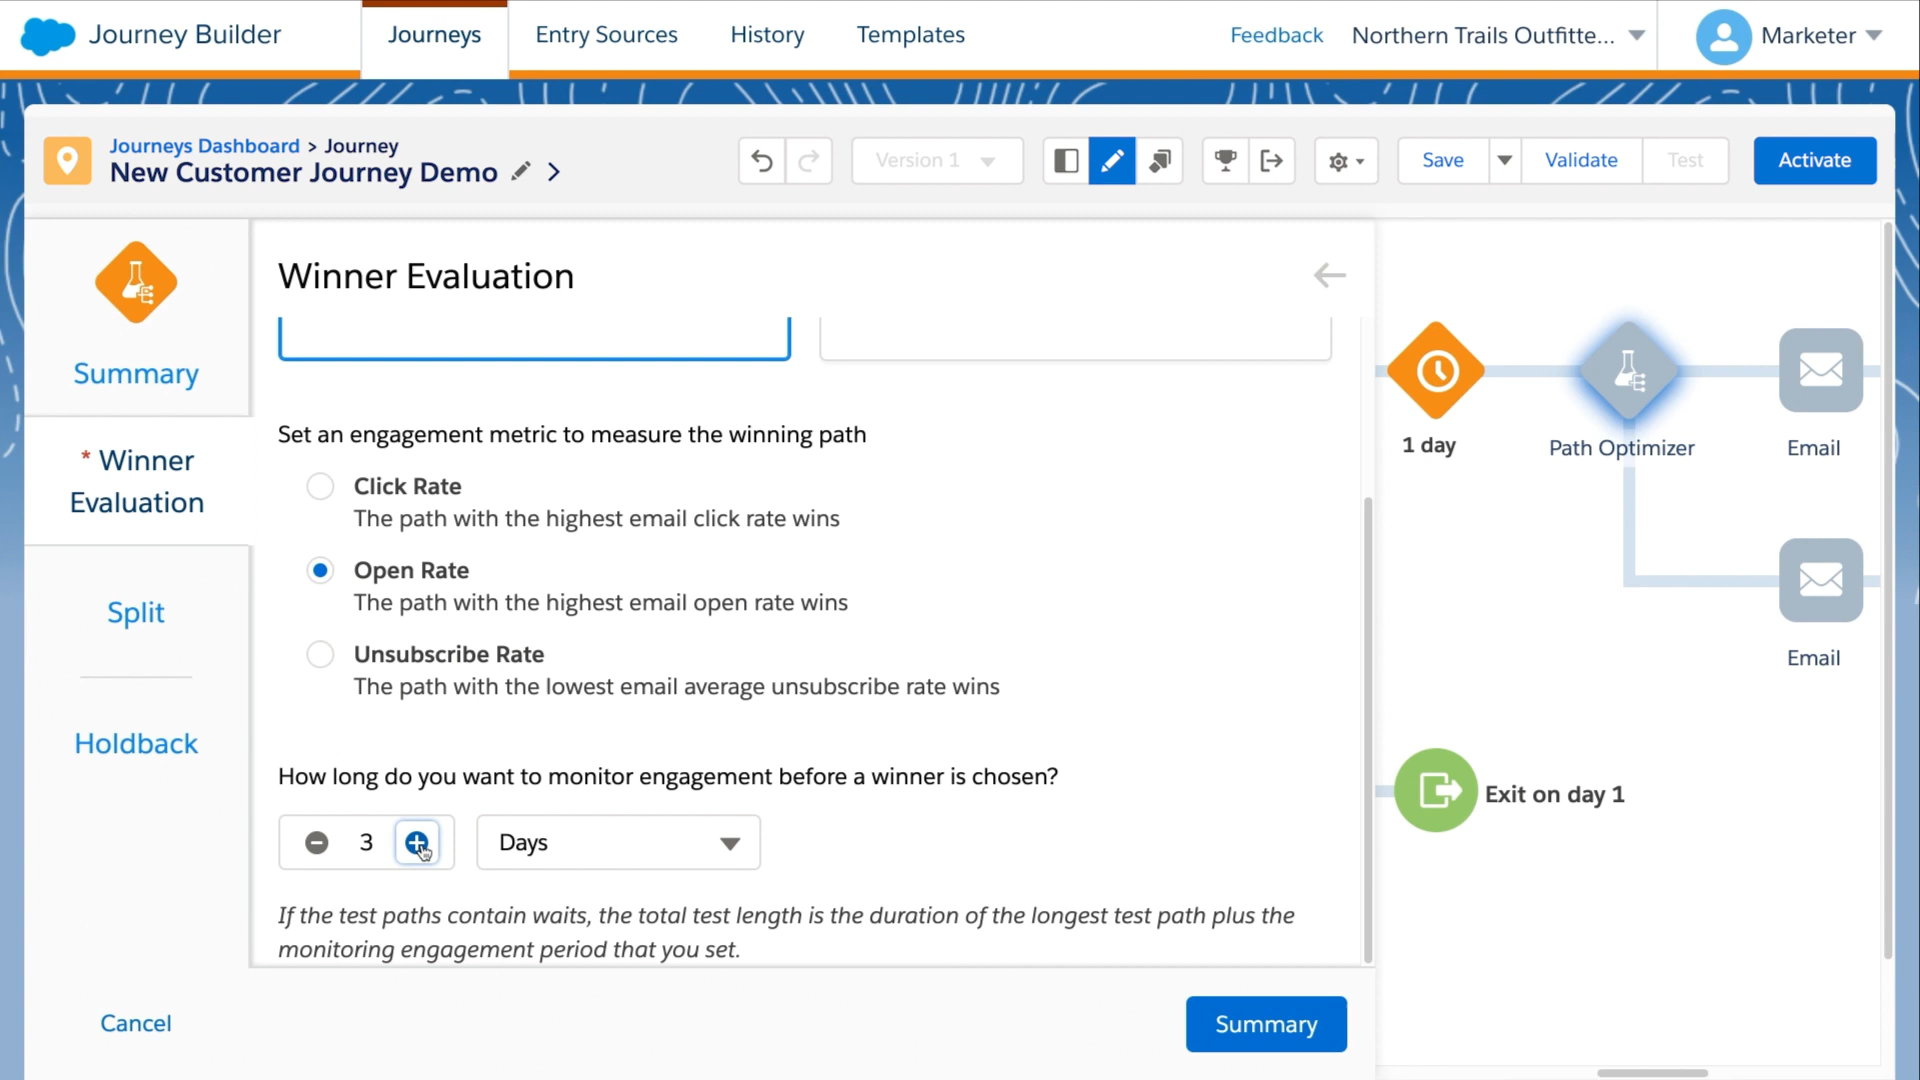 Journey Builder
Journeys
Entry Sources
History
Templates
Feedback
Northern Trails Outfitte...
Marketer
Journeys Dashboard > Journey
New Customer Journey Demo
Version 1
Save
Validate
Test
Activate
Summary
* Winner
Evaluation
Split
Holdback
Cancel
Winner Evaluation
Set an engagement metric to measure the winning path
Click Rate
The path with the highest email click rate wins
Open Rate
The path with the highest email open rate wins
Unsubscribe Rate
The path with the lowest email average unsubscribe rate wins
How long do you want to monitor engagement before a winner is chosen?
3
Days
If the test paths contain waits, the total test length is the duration of the longest test path plus the
monitoring engagement period that you set.
Summary
1 day
Path Optimizer
Email
Email
Exit on day 1